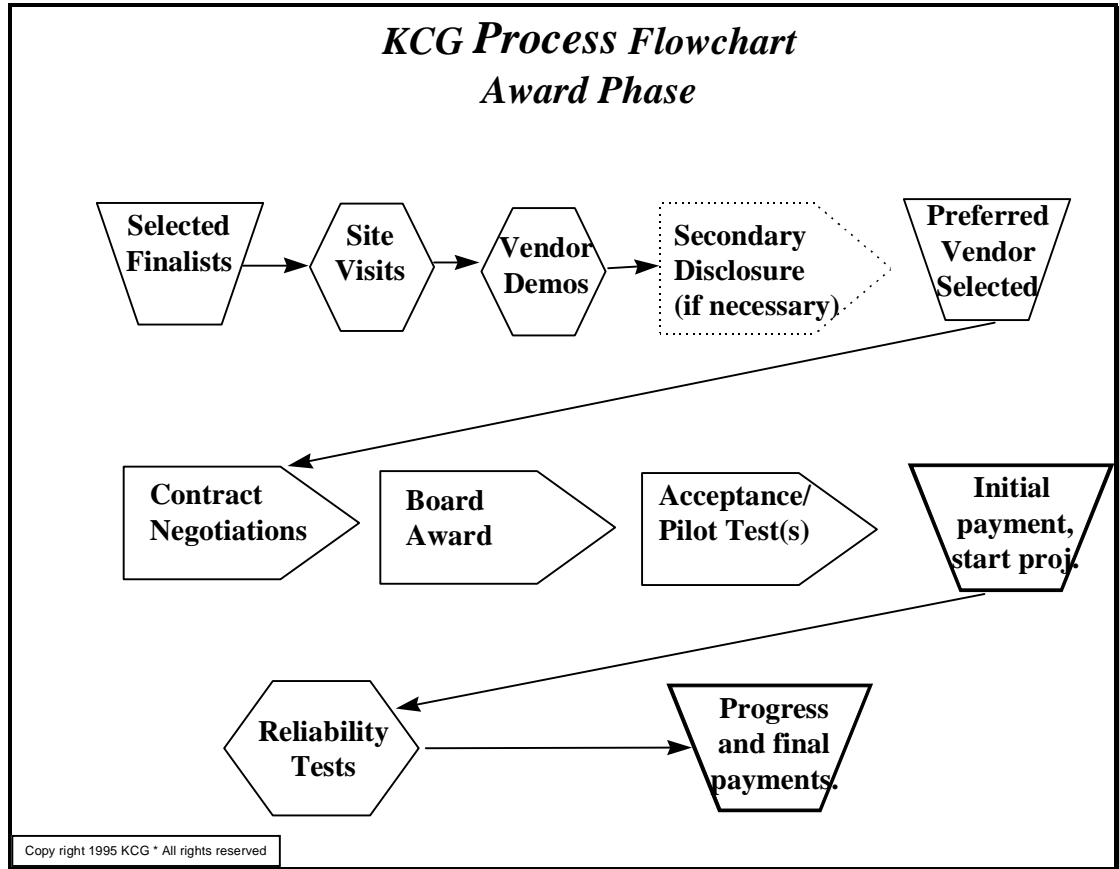 KCG Process Flowchart
Award Phase
Selected
Finalists
Site
Visits
Vendor
Demos
Secondary
Disclosure
(if necessary)
Preferred
Vendor
Selected
Contract
Negotiations
Board
Award
Acceptance/
Pilot Test(s)
Initial
payment,
start proj.
Reliability
Tests
Progress
and final
payments.
Copy right 1995 KCG * All rights reserved